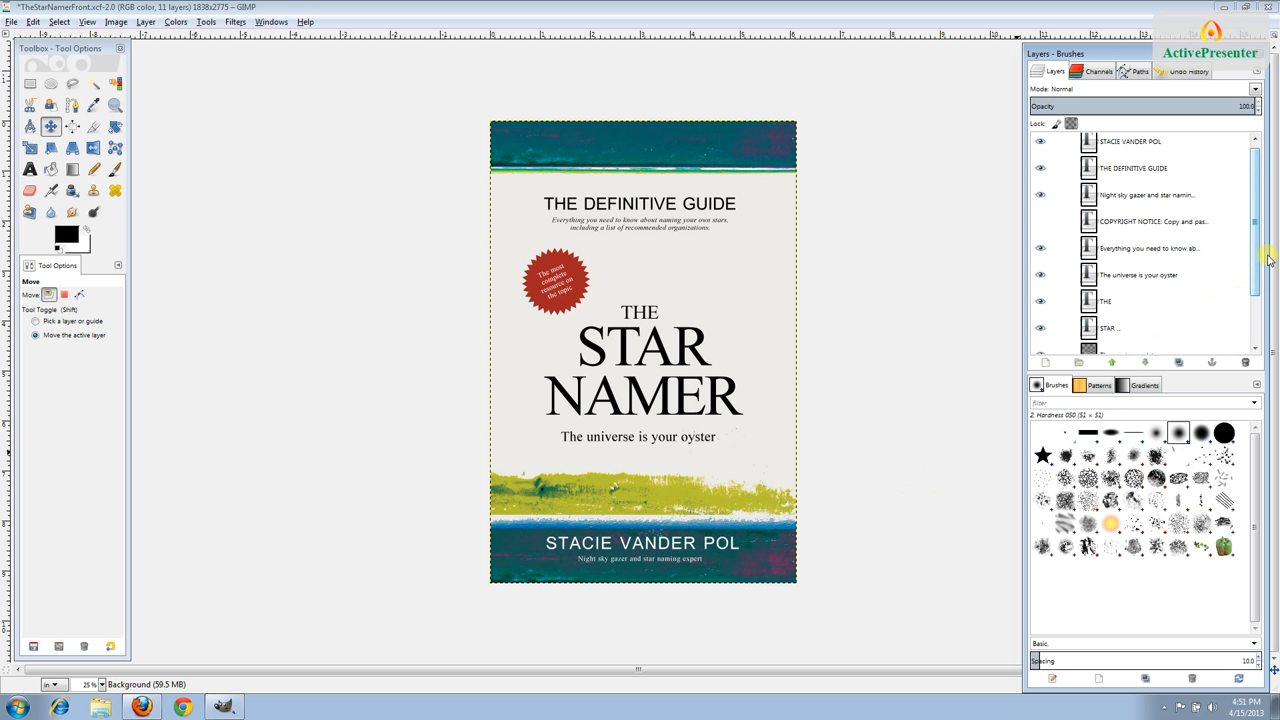 *TheStarNamerFront.xcf-2.0 (RGB color, 11 layers) 1838x2775 – GIMP
File Edit Select View Image Layer Colors Tools Filters Windows Help
ActivePresenter
Toolbox - Tool Options
Tool Options
Move
Move:
Tool Toggle (Shift)
Pick a layer or guide
Move the active layer
THE DEFINITIVE GUIDE
Everything you need to know about naming your own stars,
including a list of recommended organizations.
The most
complete
resource on
the topic
THE
STAR
NAMER
The universe is your oyster
STACIE VANDER POL
Night sky gazer and star naming expert
Layers - Brushes
Layers Channels Paths Undo History
Mode: Normal
Opacity 100.0
Lock:
STACIE VANDER POL
THE DEFINITIVE GUIDE
Night sky gazer and star namin...
COPYRIGHT NOTICE: Copy and pas...
Everything you need to know ab...
The universe is your oyster
THE
STAR ...
Brushes Patterns Gradients
filter
2. Hardness 050 (51 × 51)
Basic,
Spacing 10.0
in 25 % Background (59.5 MB)
4:51 PM
4/15/2013